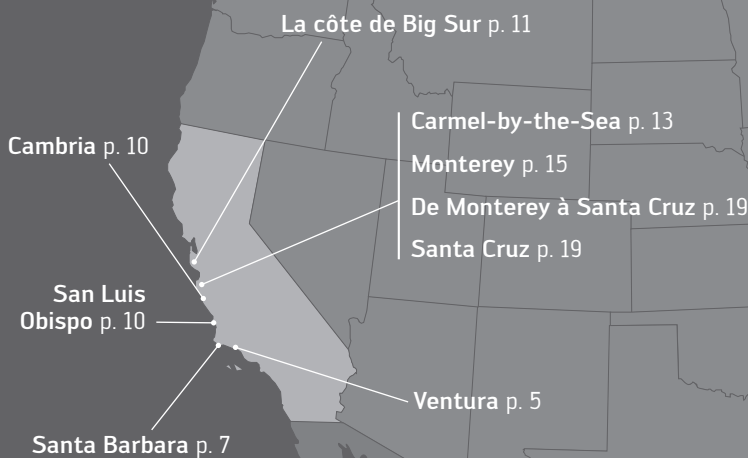 La côte de Big Sur p. 11
Carmel-by-the-Sea p. 13
Cambria p. 10
Monterey p. 15
De Monterey à Santa Cruz p. 19
Santa Cruz p. 19
San Luis
Obispo p. 10
Ventura p. 5
Santa Barbara p. 7